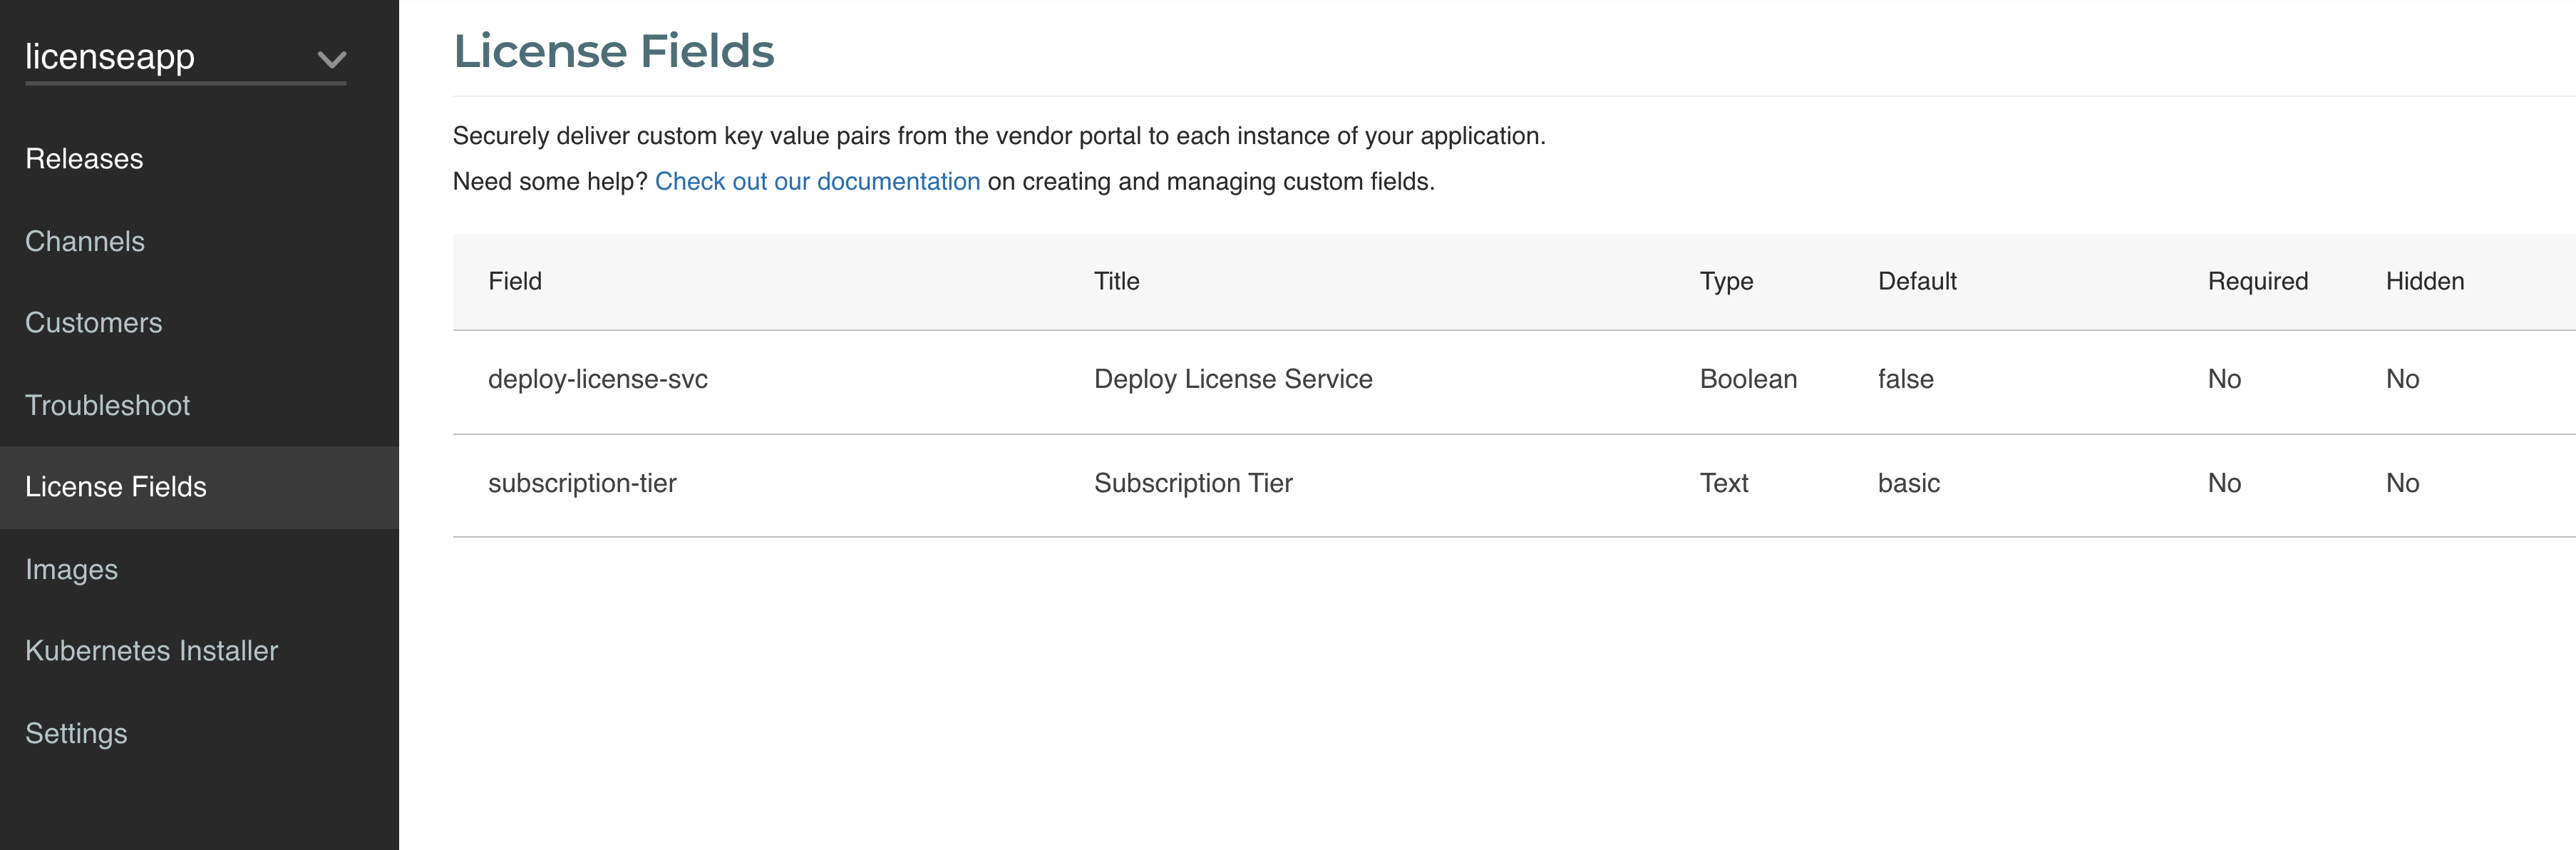 licenseapp
Releases
Channels
Customers
Troubleshoot
License Fields
Images
Kubernetes Installer
Settings
License Fields
Securely deliver custom key value pairs from the vendor portal to each instance of your application.
Need some help? Check out our documentation on creating and managing custom fields.
Field Title Type Default Required Hidden
deploy-license-svc Deploy License Service Boolean false No No
subscription-tier Subscription Tier Text basic No No